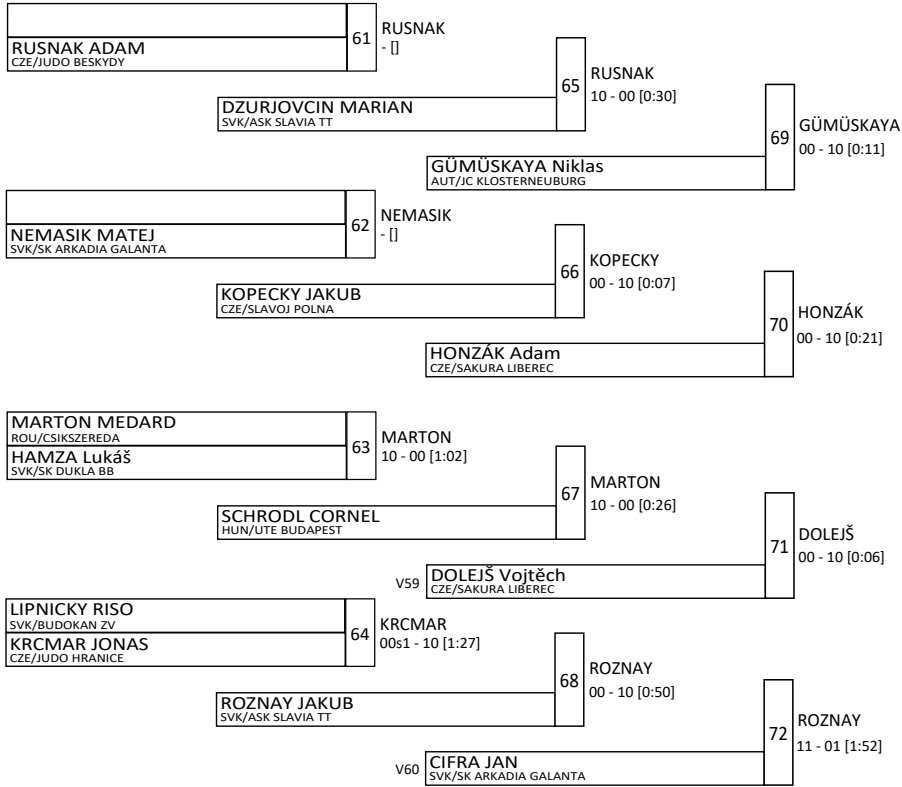 RUSNAK ADAM
CZE/JUDO BESKYDY
61
RUSNAK
- []
DZURJOVCIN MARIAN
SVK/ASK SLAVIA TT
65
RUSNAK
10 - 00 [0:30]
GÜMÜSKAYA Niklas
AUT/JC KLOSTERNEUBURG
69
GÜMÜSKAYA
00 - 10 [0:11]
NEMASIK MATEJ
SVK/SK ARKADIA GALANTA
62
NEMASIK
- []
KOPECKY JAKUB
CZE/SLAVOJ POLNA
66
KOPECKY
00 - 10 [0:07]
HONZÁK Adam
CZE/SAKURA LIBEREC
70
HONZÁK
00 - 10 [0:21]
MARTON MEDARD
ROU/CSIKSZEREDA
HAMZA Lukáš
SVK/SK DUKLA BB
63
MARTON
10 - 00 [1:02]
SCHRODL CORNEL
HUN/UTE BUDAPEST
67
MARTON
10 - 00 [0:26]
V59
DOLEJŠ Vojtěch
CZE/SAKURA LIBEREC
71
DOLEJŠ
00 - 10 [0:06]
LIPNICKY RISO
SVK/BUDOKAN ZV
KRCMAR JONAS
CZE/JUDO HRANICE
64
KRCMAR
00s1 - 10 [1:27]
ROZNAY JAKUB
SVK/ASK SLAVIA TT
68
ROZNAY
00 - 10 [0:50]
V60
CIFRA JAN
SVK/SK ARKADIA GALANTA
72
ROZNAY
11 - 01 [1:52]